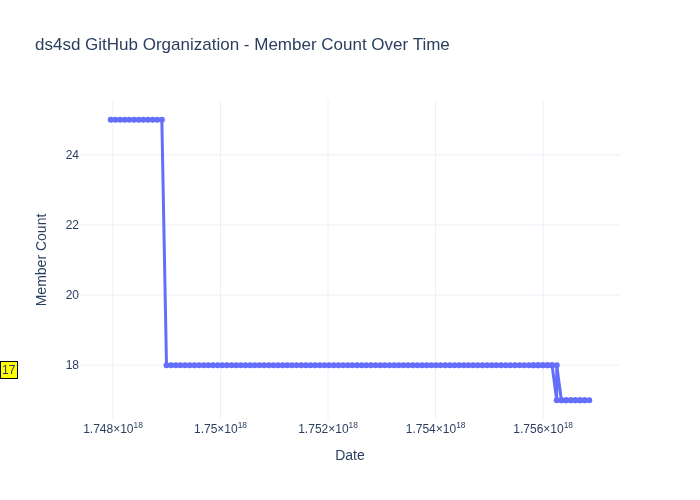 ds4sd GitHub Organization - Member Count Over Time
24
22
20
18
Member Count
17
1.748×10¹⁸ 1.75×10¹⁸ 1.752×10¹⁸ 1.754×10¹⁸ 1.756×10¹⁸
Date